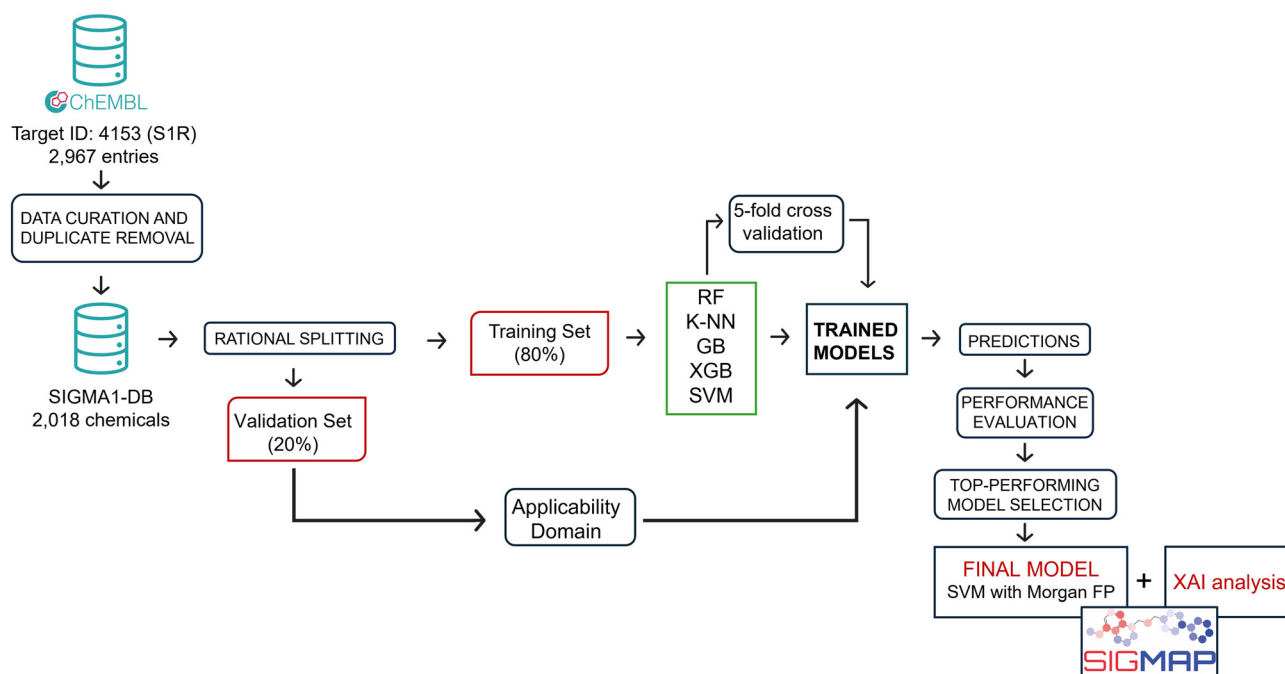 ChEMBL
Target ID: 4153 (S1R)
2,967 entries
DATA CURATION AND
DUPLICATE REMOVAL
SIGMA1-DB
2,018 chemicals
RATIONAL SPLITTING
Validation Set
(20%)
Training Set
(80%)
Applicability
Domain
RF
K-NN
GB
XGB
SVM
5-fold cross
validation
TRAINED
MODELS
PREDICTIONS
PERFORMANCE
EVALUATION
TOP-PERFORMING
MODEL SELECTION
FINAL MODEL
SVM with Morgan FP
+
XAI analysis
SIGMAP